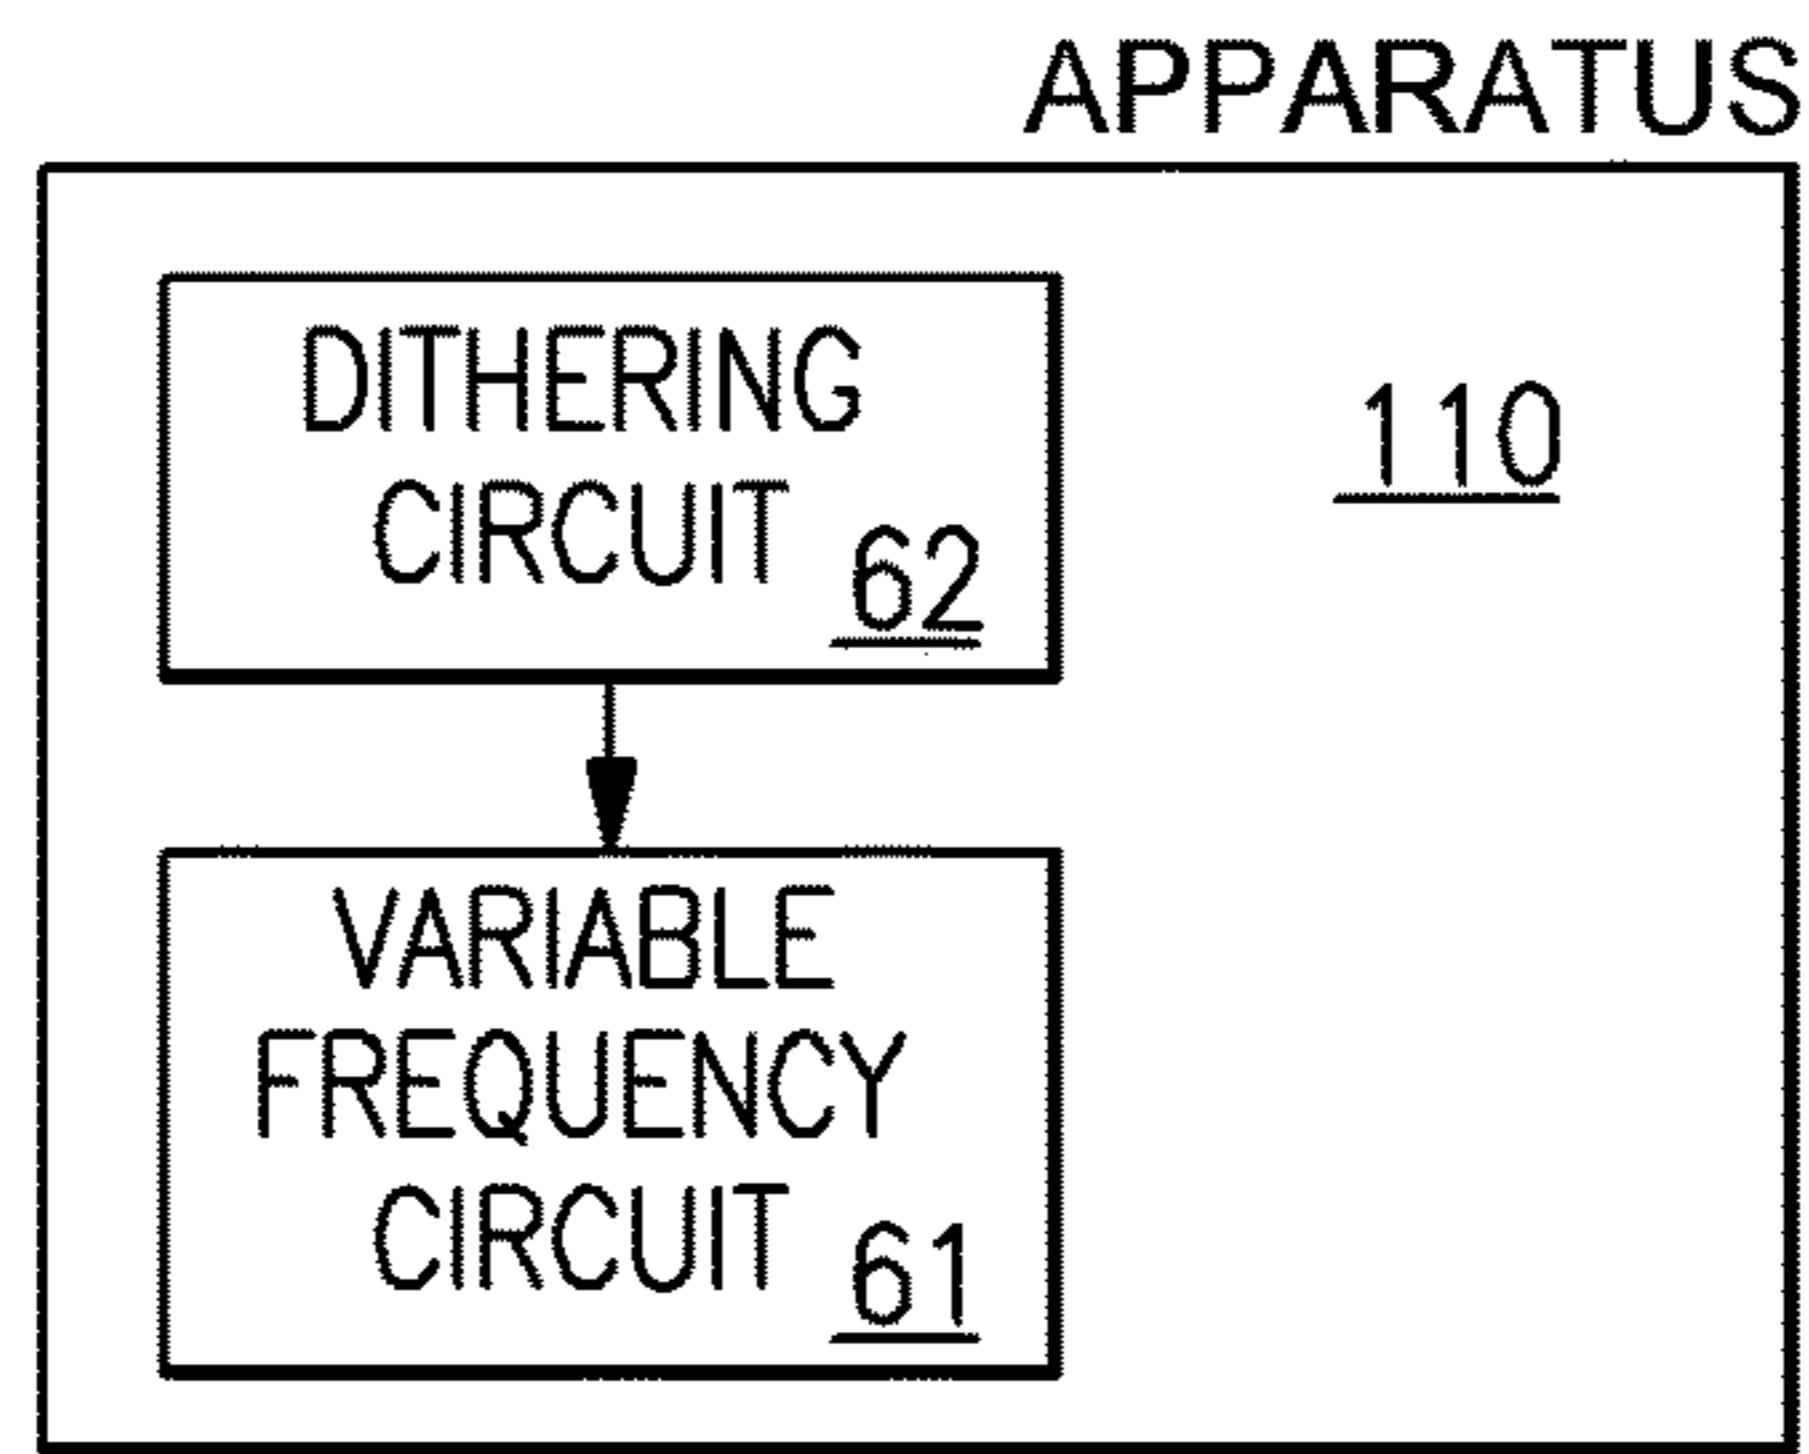 APPARATUS
DITHERING
CIRCUIT
62
110
VARIABLE
FREQUENCY
CIRCUIT
61